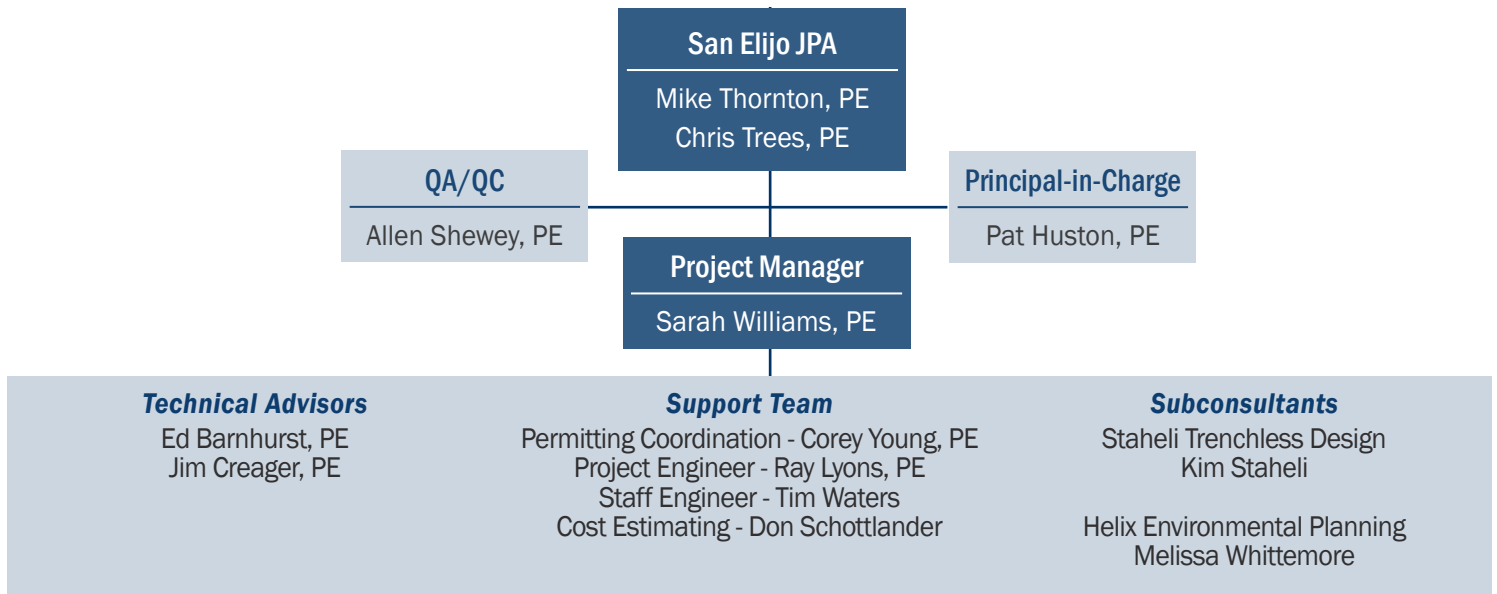 San Elijo JPA
Mike Thornton, PE
Chris Trees, PE
QA/QC
Allen Shewey, PE
Principal-in-Charge
Pat Huston, PE
Project Manager
Sarah Williams, PE
Technical Advisors
Ed Barnhurst, PE
Jim Creager, PE
Support Team
Permitting Coordination - Corey Young, PE
Project Engineer - Ray Lyons, PE
Staff Engineer - Tim Waters
Cost Estimating - Don Schottlander
Subconsultants
Staheli Trenchless Design
Kim Staheli
Helix Environmental Planning
Melissa Whittemore